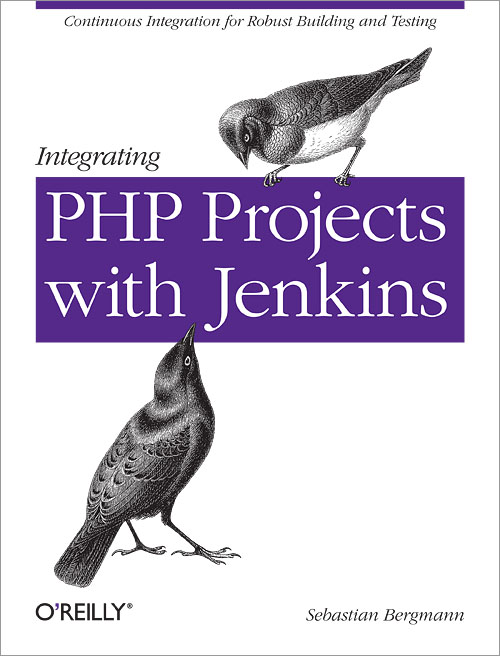 Continuous Integration for Robust Building and Testing
Integrating
PHP Projects
with Jenkins
O'REILLY®
Sebastian Bergmann